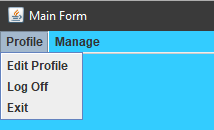 Main Form
Profile Manage
Edit Profile
Log Off
Exit